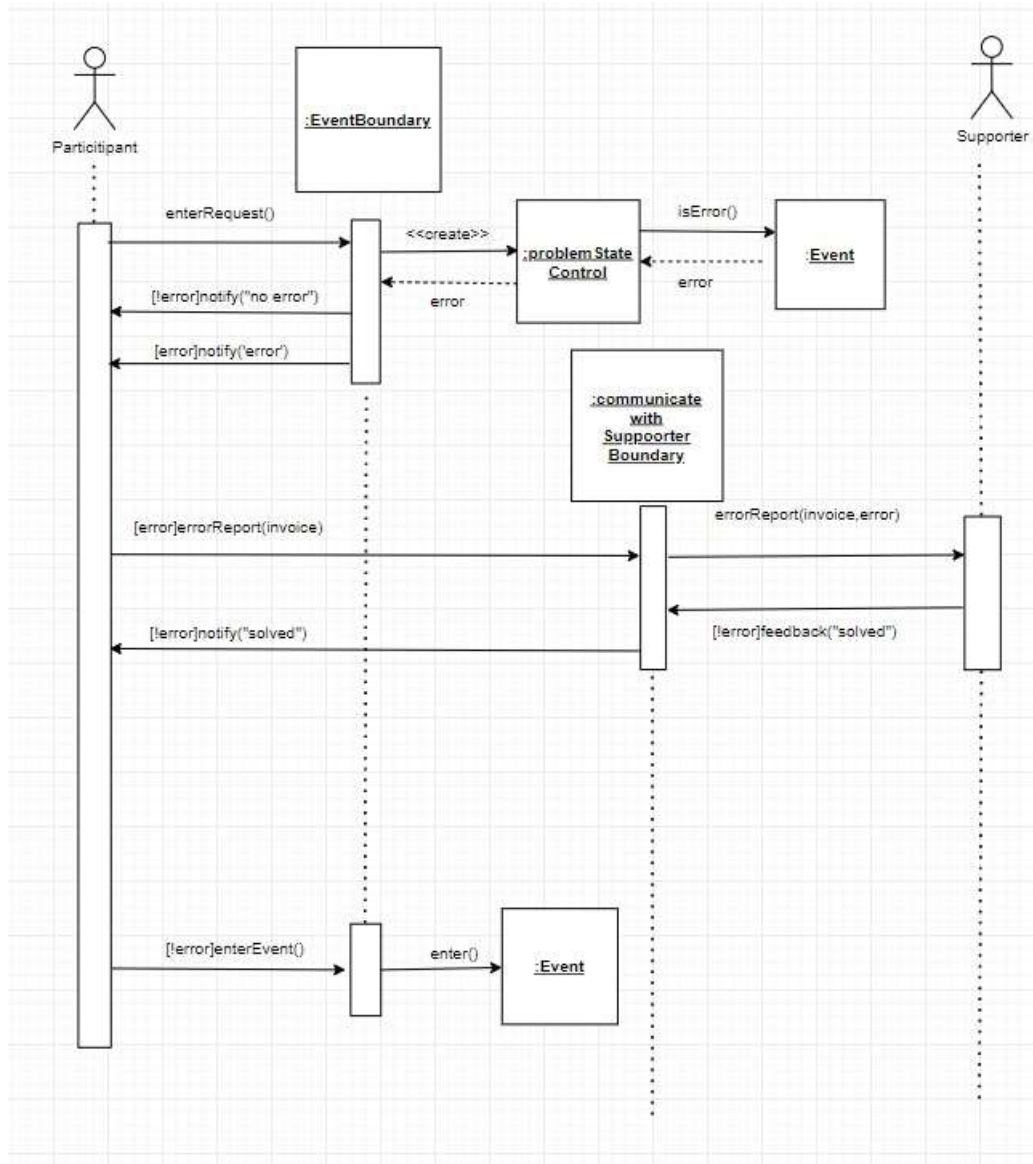 Particitipant
:EventBoundary
Supporter
enterRequest()
<<create>>
isError()
:problem State
Control
:Event
error
error
[!error]notify("no error")
[error]notify('error')
:communicate
with
Suppoorter
Boundary
[error]errorReport(invoice)
errorReport(invoice,error)
[!error]notify("solved")
[!error]feedback("solved")
[!error]enterEvent()
enter()
:Event